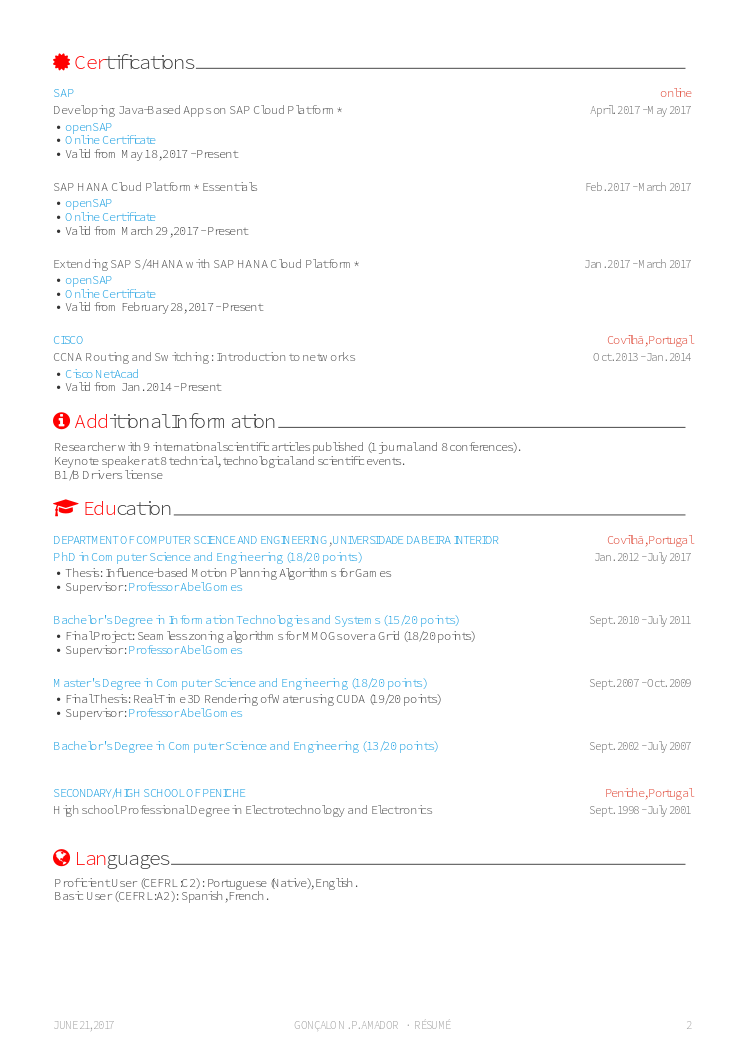 Certifications
SAP online
Developing Java-Based Apps on SAP Cloud Platform * April.2017 - May 2017
• openSAP
• Online Certificate
• Valid from May 18, 2017 - Present
SAP HANA Cloud Platform * Essentials Feb. 2017 - March 2017
• openSAP
• Online Certificate
• Valid from March 29, 2017 - Present
Extending SAP S/4HANA with SAP HANA Cloud Platform * Jan. 2017 - March 2017
• openSAP
• Online Certificate
• Valid from February 28, 2017 - Present
CISCO Covilhã, Portugal
CCNA Routing and Switching: Introduction to networks Oct. 2013 - Jan. 2014
• Cisco NetAcad
• Valid from Jan. 2014 - Present
Additional Information
Researcher with 9 international scientific articles published (1 journal and 8 conferences).
Keynote speaker at 8 technical, technological and scientific events.
B1/B Drivers license
Education
DEPARTMENT OF COMPUTER SCIENCE AND ENGINEERING, UNIVERSIDADE DA BEIRA INTERIOR Covilhã, Portugal
PhD in Computer Science and Engineering (18/20 points) Jan. 2012 - July 2017
• Thesis: Influence-based Motion Planning Algorithms for Games
• Supervisor: Professor Abel Gomes
Bachelor's Degree in Information Technologies and Systems (15/20 points) Sept. 2010 - July 2011
• Final Project: Seamless zoning algorithms for MMOGs over a Grid (18/20 points)
• Supervisor: Professor Abel Gomes
Master's Degree in Computer Science and Engineering (18/20 points) Sept. 2007 - Oct. 2009
• Final Thesis: Real-Time 3D Rendering of Water using CUDA (19/20 points)
• Supervisor: Professor Abel Gomes
Bachelor's Degree in Computer Science and Engineering (13/20 points) Sept. 2002 - July 2007
SECONDARY/HIGH SCHOOL OF PENICHE Peniche, Portugal
High school Professional Degree in Electrotechnology and Electronics Sept. 1998 - July 2001
Languages
Proficient User (CEFRL:C2): Portuguese (Native), English.
Basic User (CEFRL:A2): Spanish, French.
JUNE 21, 2017 GONÇALO N. P. AMADOR · RÉSUMÉ 2